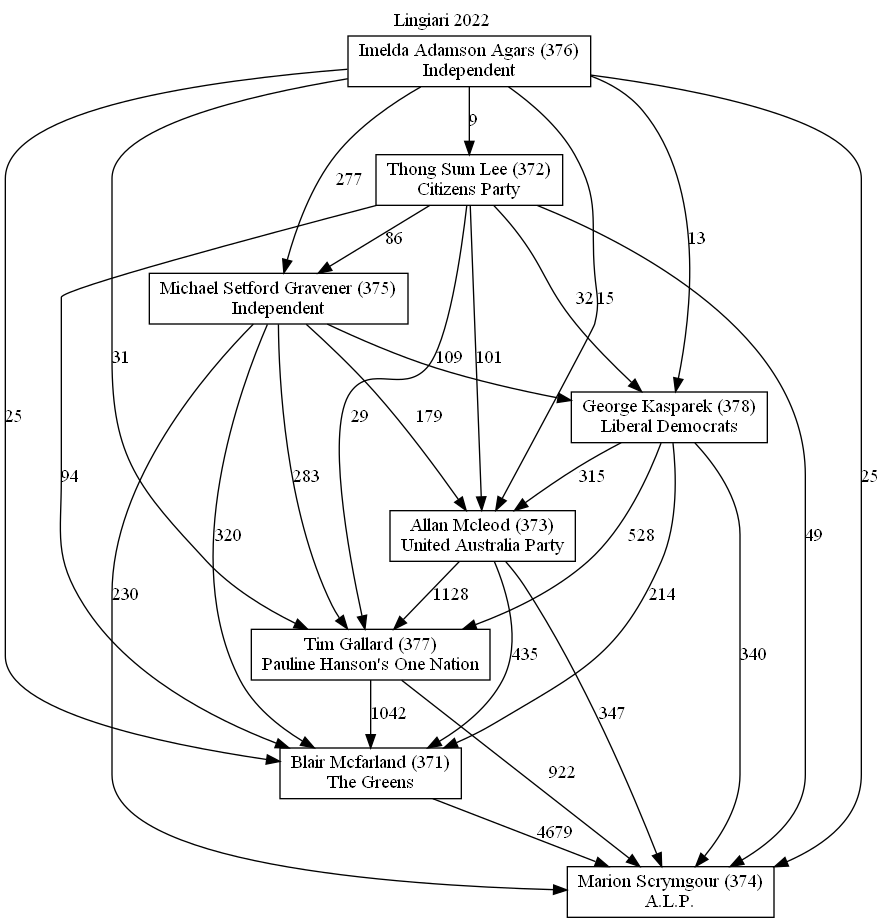 Lingiari 2022
Imelda Adamson Agars (376)
Independent
9
Thong Sum Lee (372)
Citizens Party
277
86
13
Michael Setford Gravener (375)
Independent
32
15
31
109
101
George Kasparek (378)
Liberal Democrats
25
29
179
94
283
315
25
Allan Mcleod (373)
United Australia Party
320
528
49
230
1128
214
Tim Gallard (377)
Pauline Hanson's One Nation
435
340
1042
347
Blair Mcfarland (371)
The Greens
922
4679
Marion Scrymgour (374)
A.L.P.